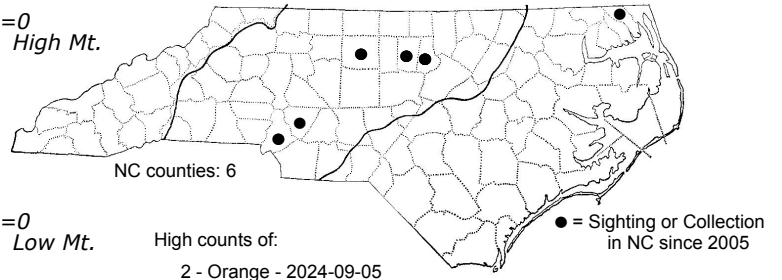 =0
High Mt.
NC counties: 6
=0
Low Mt.
High counts of:
2 - Orange - 2024-09-05
● = Sighting or Collection
in NC since 2005